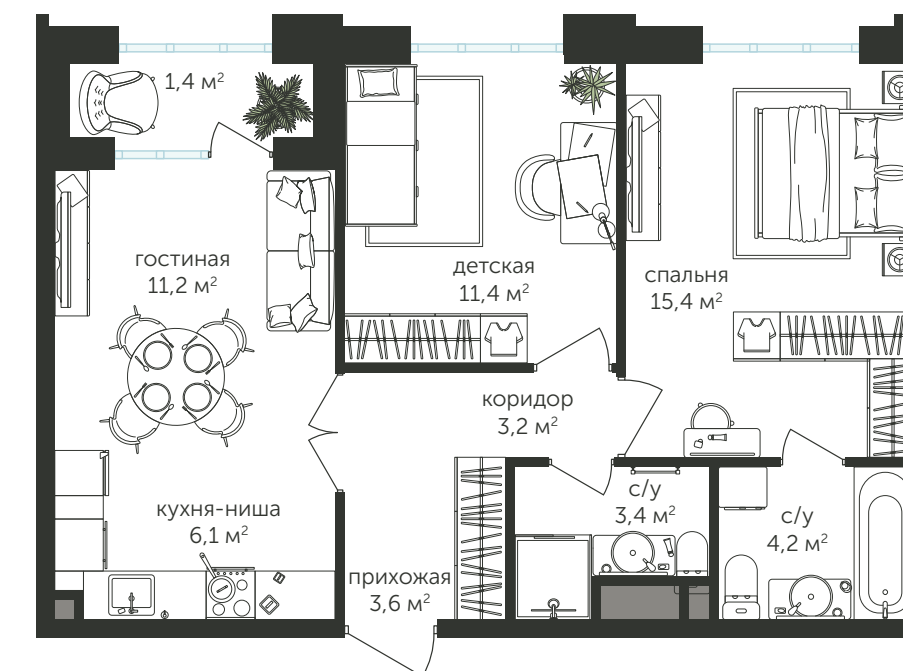 1,4 м²
гостиная
11,2 м²
детская
11,4 м²
спальня
15,4 м²
коридор
3,2 м²
кухня-ниша
6,1 м²
с/у
3,4 м²
с/у
4,2 м²
прихожая
3,6 м²